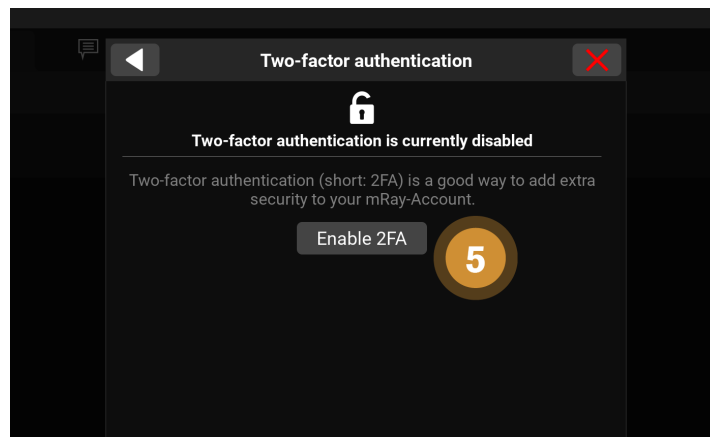 Two-factor authentication
Two-factor authentication is currently disabled
Two-factor authentication (short: 2FA) is a good way to add extra
security to your mRay-Account.
Enable 2FA
5